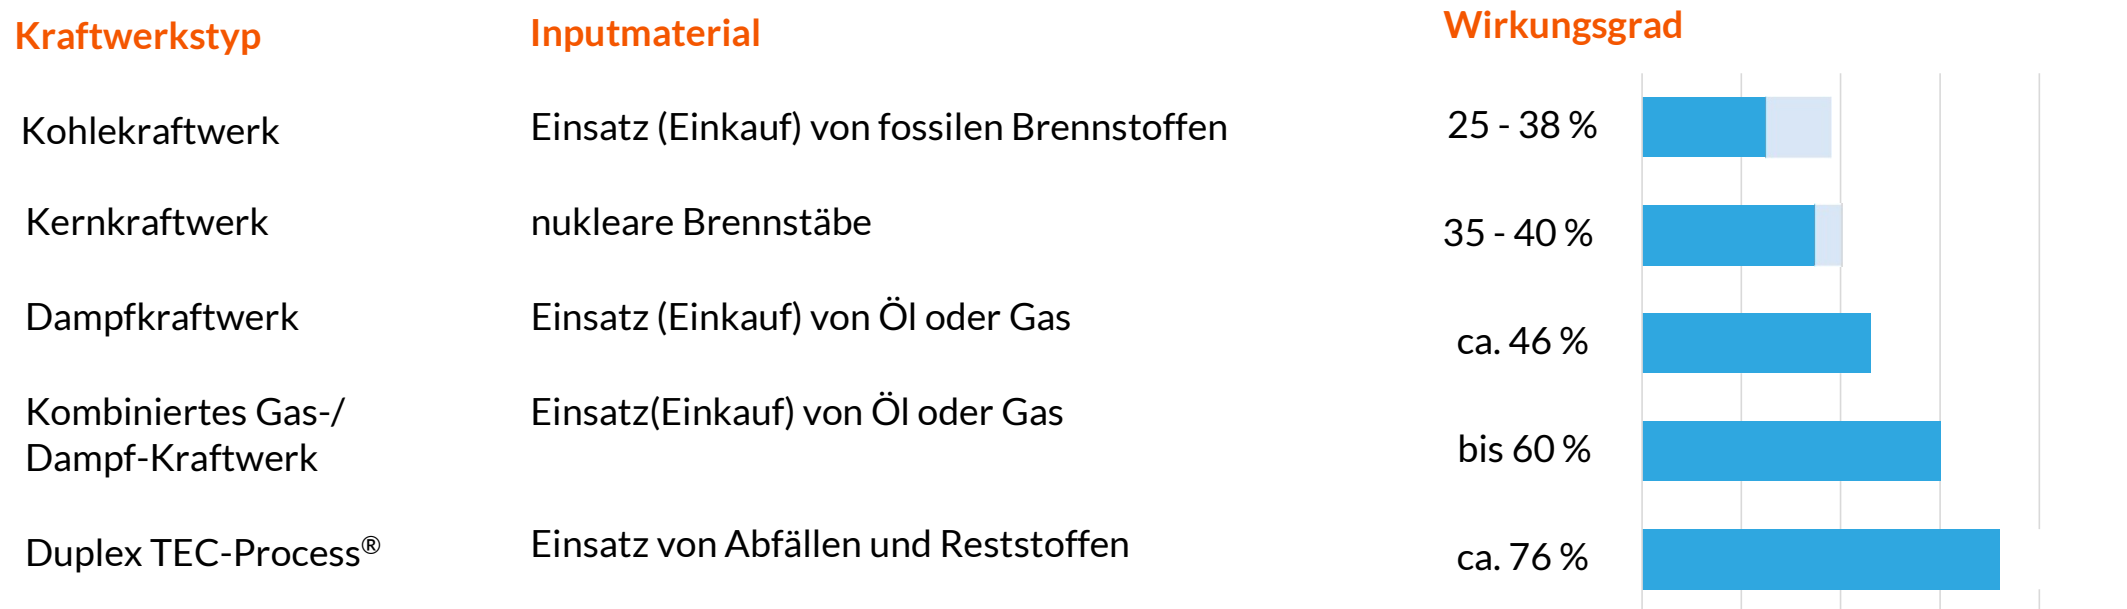 Kraftwerkstyp Inputmaterial Wirkungsgrad
Kohlekraftwerk Einsatz (Einkauf) von fossilen Brennstoffen 25 - 38 %
Kernkraftwerk nukleare Brennstäbe 35 - 40 %
Dampfkraftwerk Einsatz (Einkauf) von Öl oder Gas ca. 46 %
Kombiniertes Gas-/ Einsatz(Einkauf) von Öl oder Gas bis 60 %
Dampf-Kraftwerk
Duplex TEC-Process® Einsatz von Abfällen und Reststoffen ca. 76 %